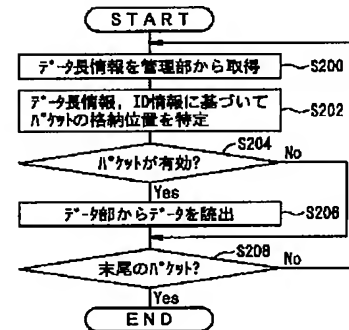 START
データ長情報を管理部から取得
S200
データ長情報, ID情報に基づいて
パケットの格納位置を特定
S202
S204
パケットが有効?
No
Yes
データ部からデータを読出
S206
S208
末尾のパケット?
No
Yes
END